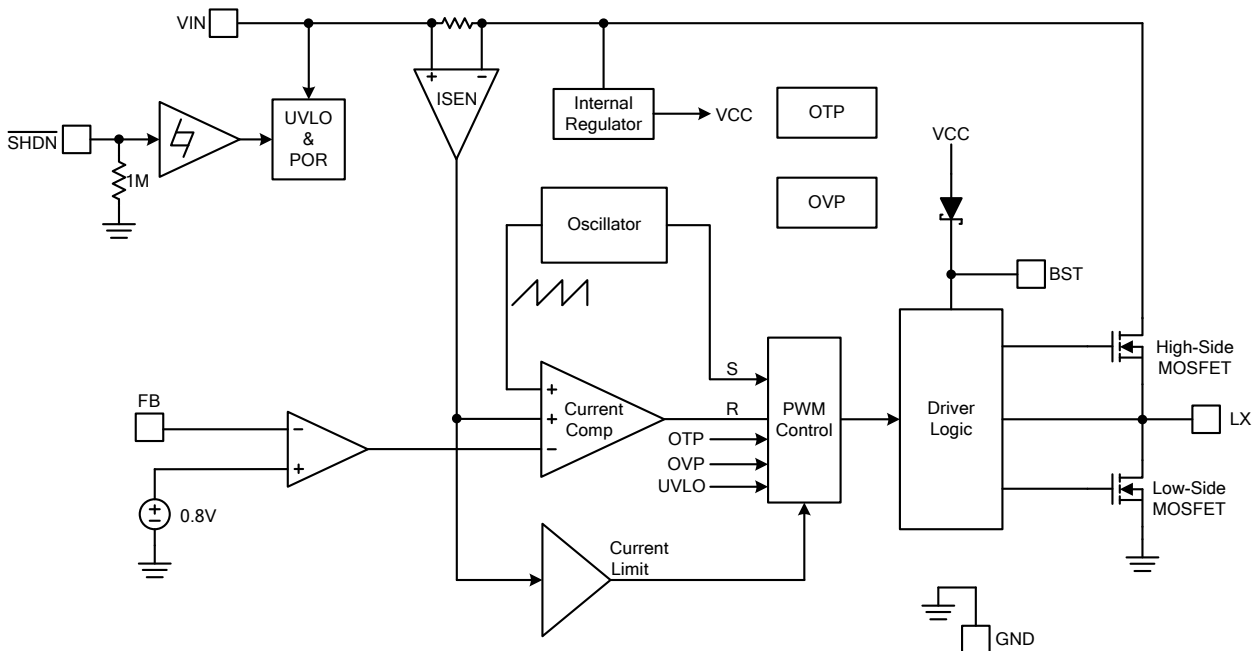 VIN
+ −
ISEN
Internal
Regulator
VCC
OTP
SHDN
UVLO
&
POR
1M
VCC
OVP
Oscillator
BST
High-Side
MOSFET
S
FB
+
+
−
Current
Comp
R
PWM
Control
Driver
Logic
LX
−
+
OTP
OVP
UVLO
Low-Side
MOSFET
+
−
0.8V
Current
Limit
GND